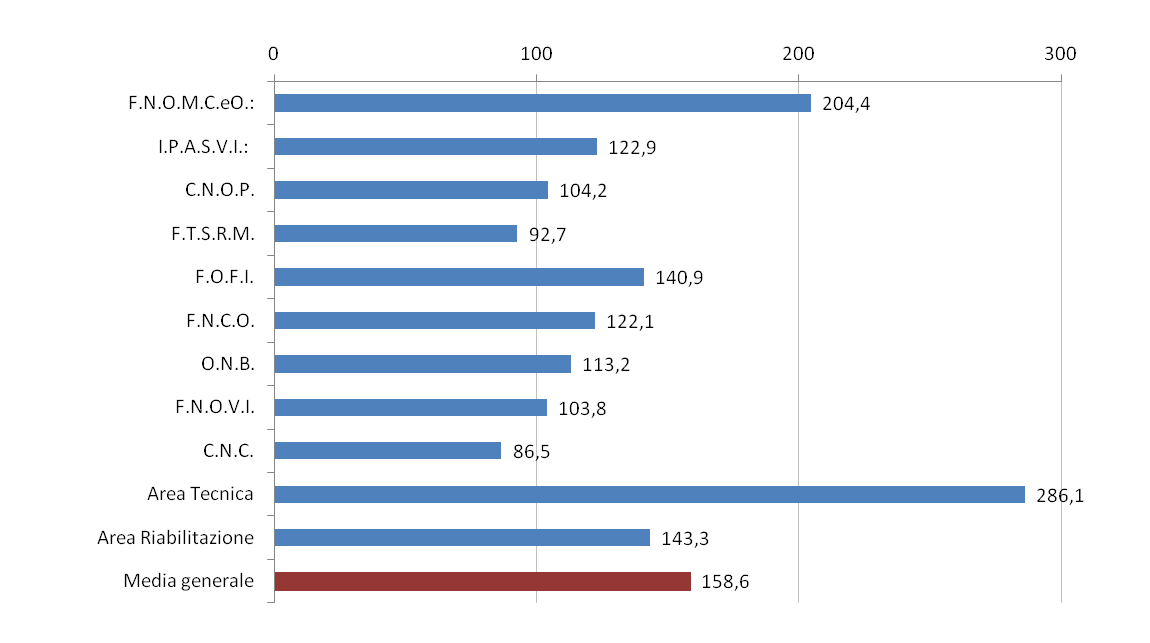 0 100 200 300
F.N.O.M.C.eO.: 204,4
I.P.A.S.V.I.: 122,9
C.N.O.P. 104,2
F.T.S.R.M. 92,7
F.O.F.I. 140,9
F.N.C.O. 122,1
O.N.B. 113,2
F.N.O.V.I. 103,8
C.N.C. 86,5
Area Tecnica 286,1
Area Riabilitazione 143,3
Media generale 158,6